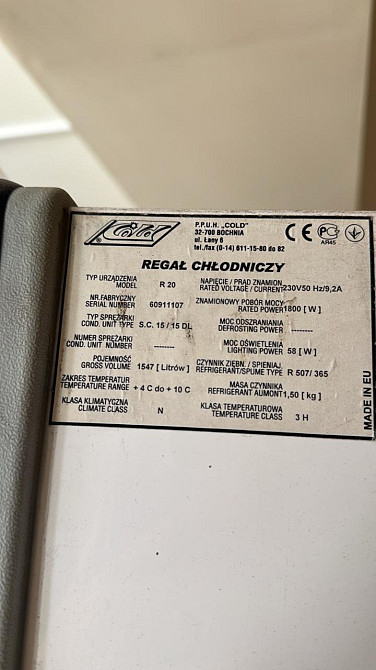 Cold
®
P.P.U.H. „COLD"
32-700 BOCHNIA
ul. Łany 6
tel./fax (0-14) 611-15-80 do 82
CE PC AЯ45
REGAŁ CHŁODNICZY
TYP URZĄDZENIA
MODEL R 20
NR.FABRYCZNY
SERIAL NUMBER 60911107
TYP SPRĘŻARKI
COND. UNIT TYPE S.C. 15/ 15 DL
NUMER SPRĘŻARKI
COND. UNIT NUMBER --------
POJEMNOŚĆ
GROSS VOLUME 1547 [ Litrów ]
ZAKRES TEMPERATUR
TEMPERATURE RANGE + 4 C do + 10 C
KLASA KLIMATYCZNA
CLIMATE CLASS N
NAPIĘCIE / PRĄD ZNAMION
RATED VOLTAGE / CURRENT 230V50 Hz/9,2A
ZNAMIONOWY POBÓR MOCY
RATED POWER 1800 [ W ]
MOC ODSZRANIANIA
DEFROSTING POWER --------
MOC OŚWIETLENIA
LIGHTING POWER 58 [ W ]
CZYNNIK ZIĘBN. / SPIENIAJ.
REFRIGERANT/SPUME TYPE R 507/ 365
MASA CZYNNIKA
REFRIGERANT AUMONT 1,50 [ kg ]
KLASA TEMPERATUROWA
TEMPERATURE CLASS 3 H
MADE IN EU